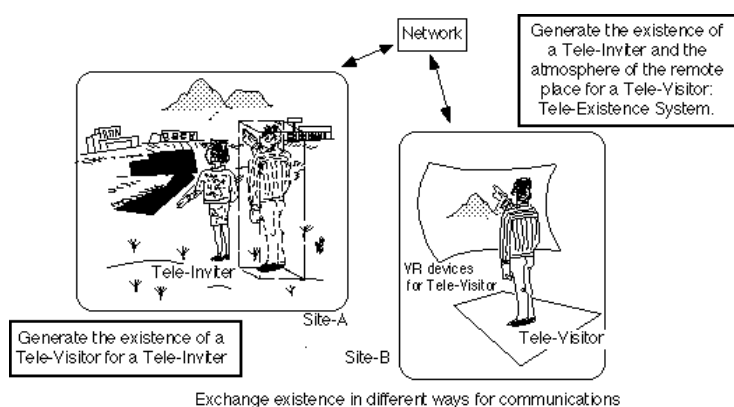 Network
Generate the existence of
a Tele-Inviter and the
atmosphere of the remote
place for a Tele-Visitor:
Tele-Existence System.
Tele-Inviter
VR devices
for Tele-Visitor
Tele-Visitor
Site-A
Generate the existence of a
Tele-Visitor for a Tele-Inviter
Site-B
Exchange existence in different ways for communications